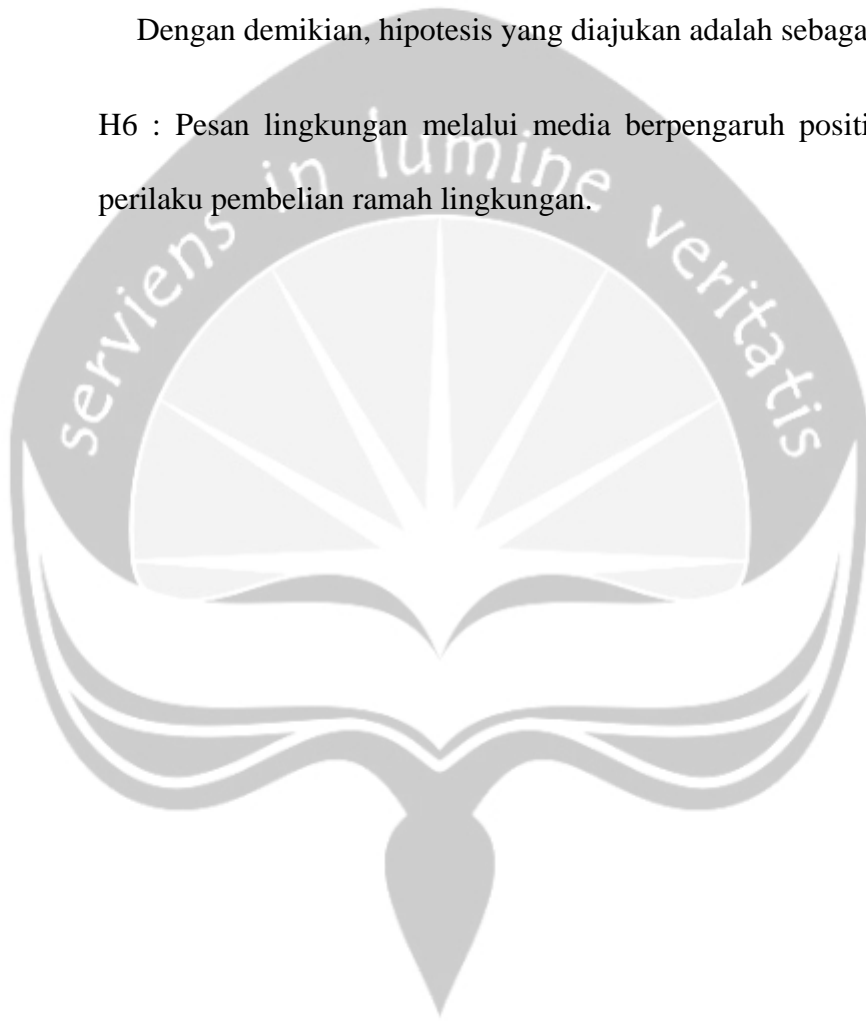 Dengan demikian, hipotesis yang diajukan adalah sebaga
H6 : Pesan lingkungan melalui media berpengaruh positi
perilaku pembelian ramah lingkungan.
serviens in lumine veritatis